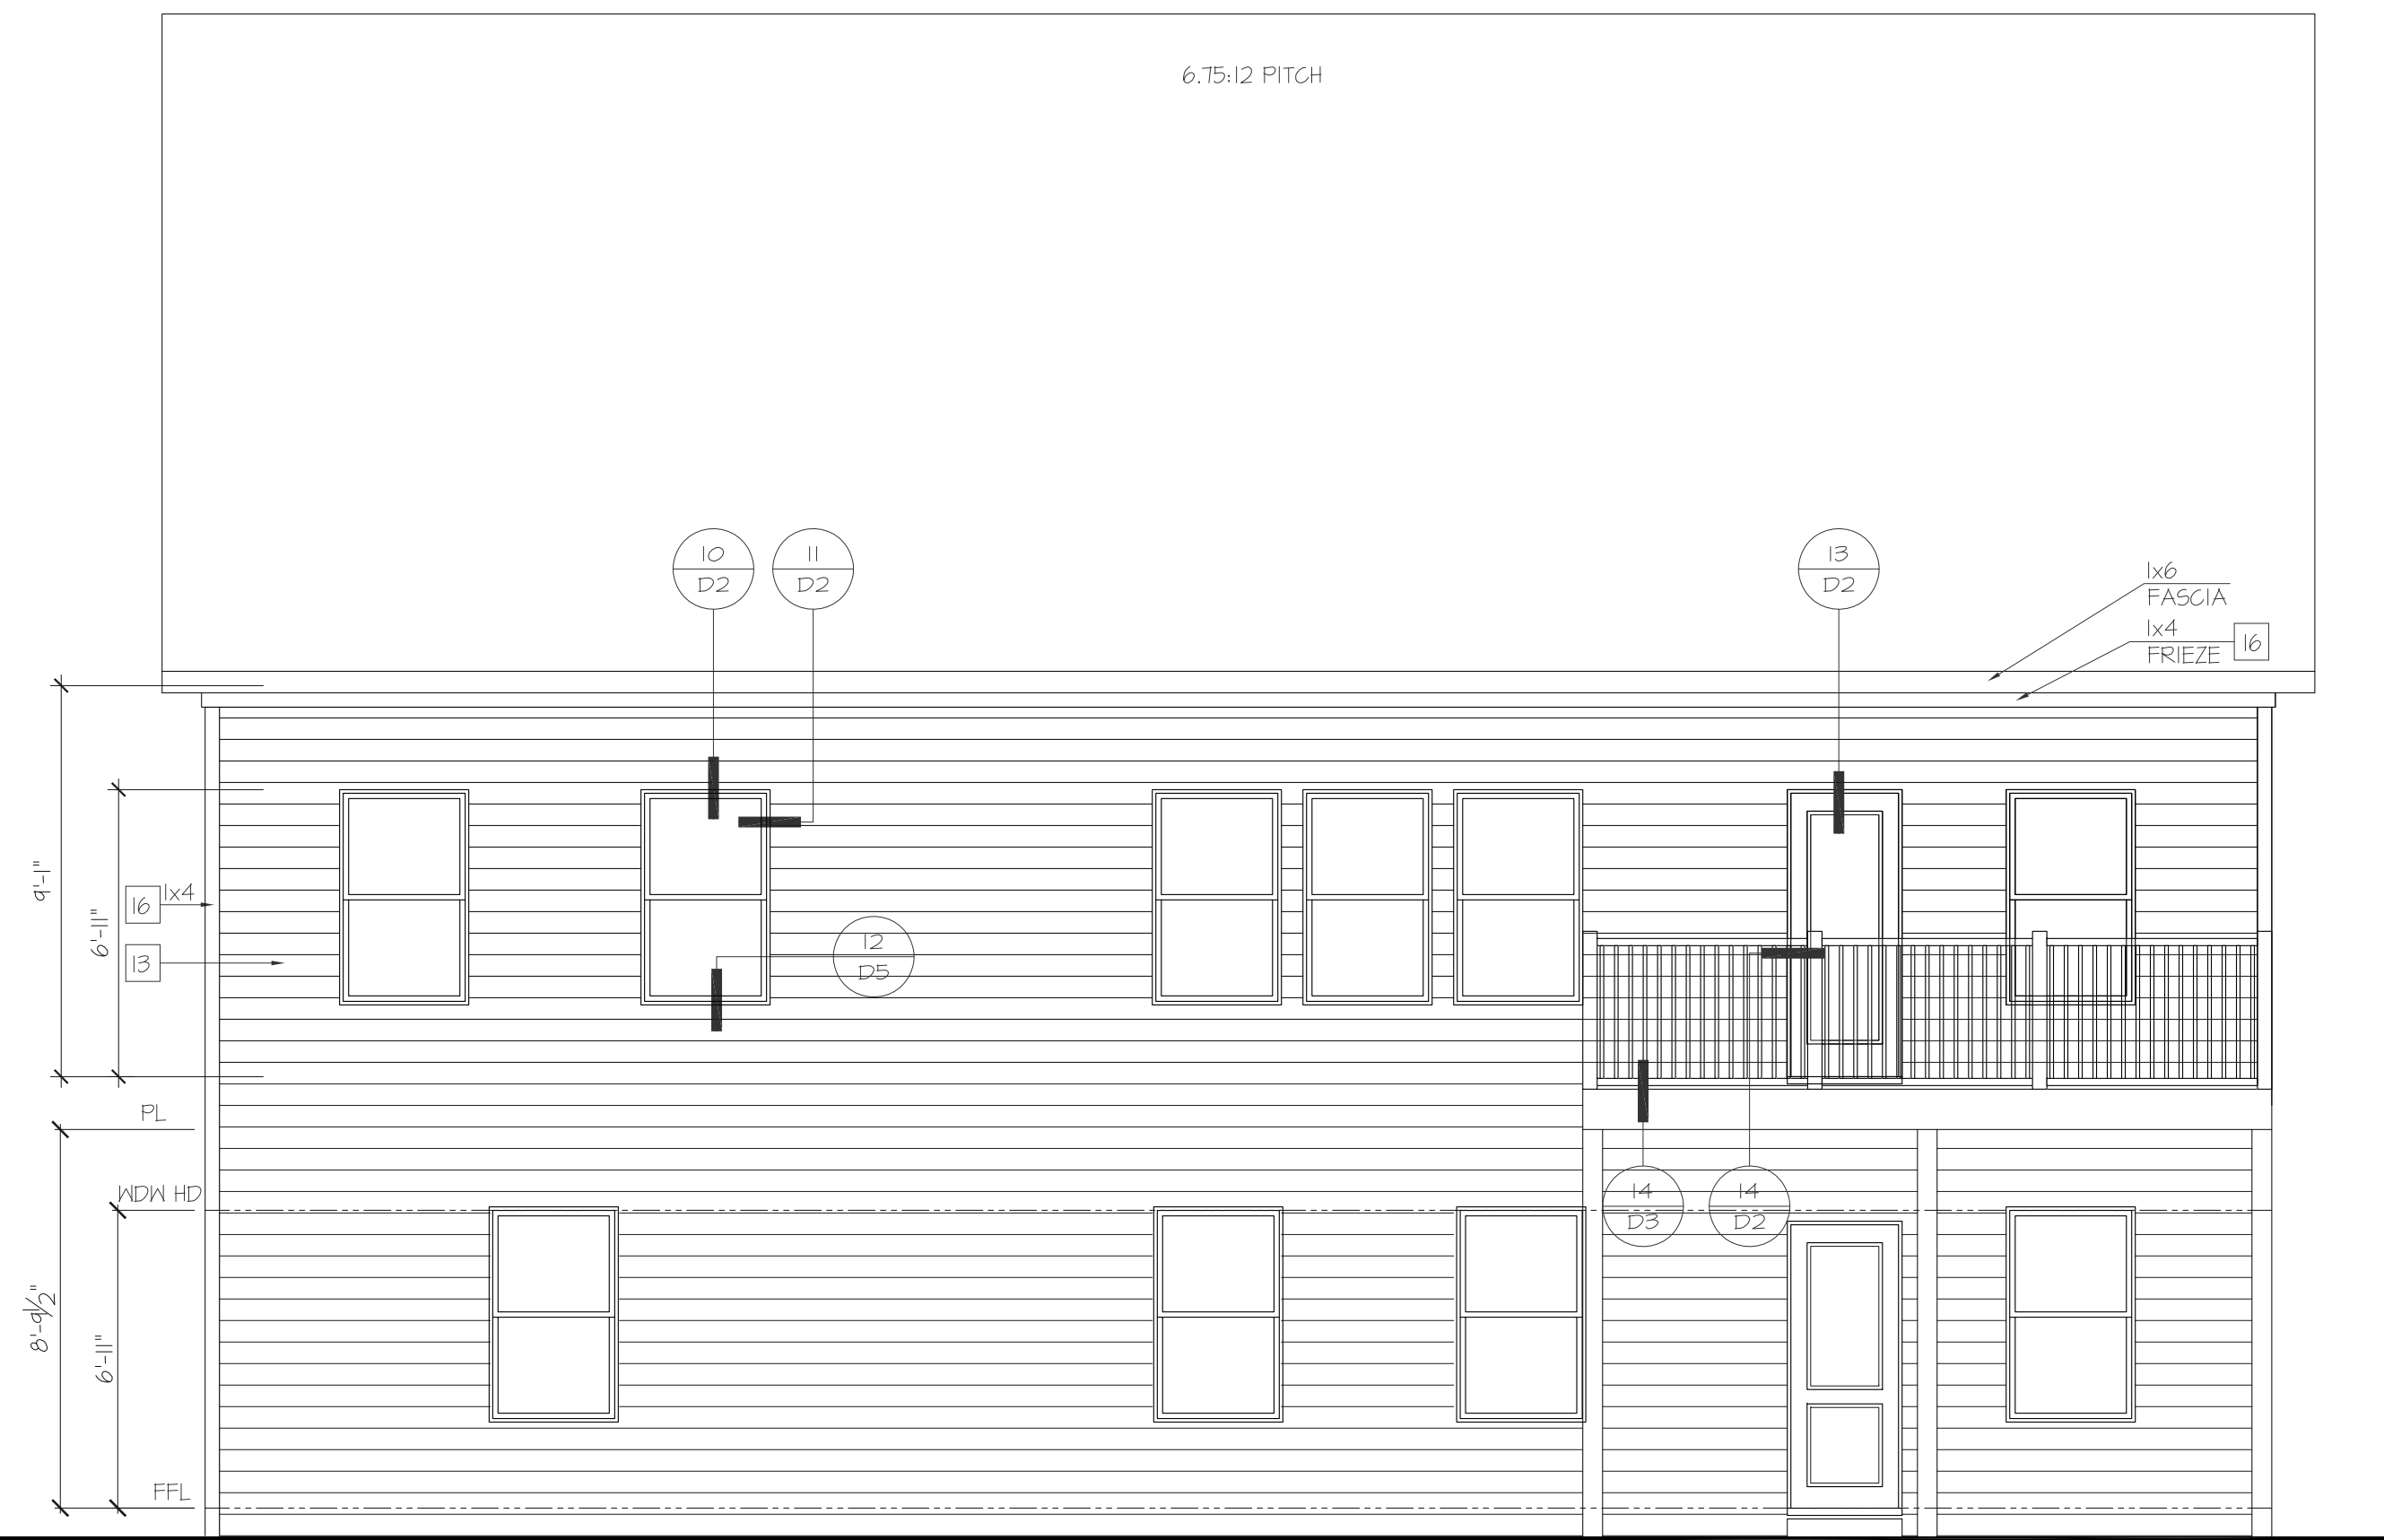 6.75:12 PITCH
10
D2
11
D2
13
D2
1x6
FASCIA
1x4
FRIEZE
16
9'-1"
6'-11"
16
1x4
13
12
D5
PL
WDW HD
14
D3
14
D2
8'-9½"
6'-11"
FFL